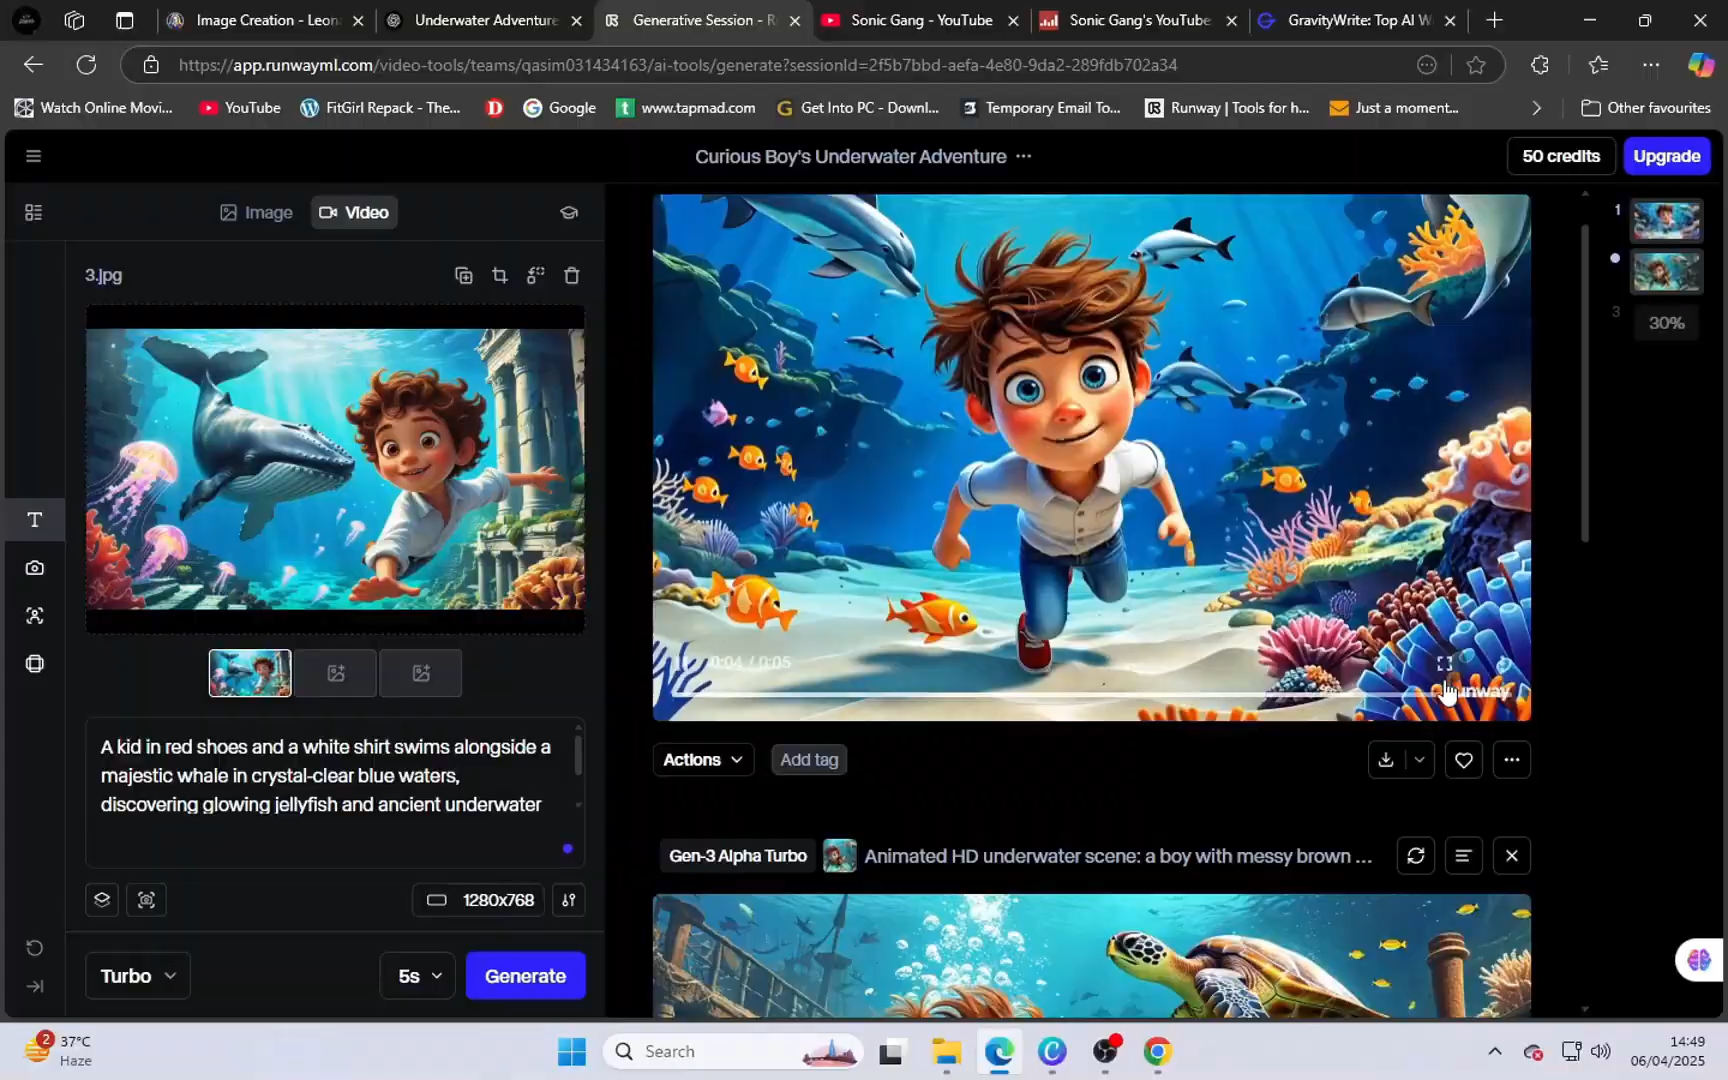 Image Creation - Leon
Underwater Adventure
Generative Session - R
Sonic Gang - YouTube
Sonic Gang's YouTube
GravityWrite: Top AI W
https://app.runwayml.com/video-tools/teams/qasim031434163/ai-tools/generate?sessionId=2f5b7bbd-aefa-4e80-9da2-289fdb702a34
Watch Online Movi...
YouTube
FitGirl Repack - The...
Google
www.tapmad.com
Get Into PC - Downl...
Temporary Email To...
Runway | Tools for h...
Just a moment...
Other favourites
Curious Boy's Underwater Adventure
50 credits
Upgrade
Image
Video
1
3.jpg
3
30%
T
0:04 / 0:05
runway
A kid in red shoes and a white shirt swims alongside a
majestic whale in crystal-clear blue waters,
discovering glowing jellyfish and ancient underwater
Actions
Add tag
Gen-3 Alpha Turbo
Animated HD underwater scene: a boy with messy brown ...
1280x768
Turbo
5s
Generate
2
37°C
Haze
Search
14:49
06/04/2025